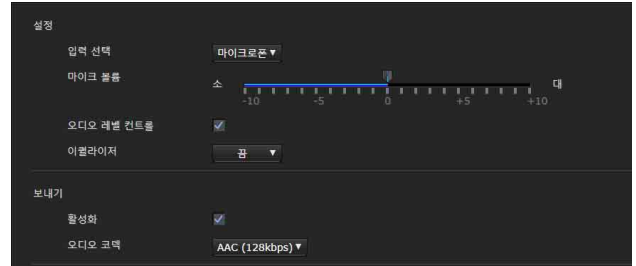 설정
입력 선택 마이크로폰 ▼
마이크 볼륨 소 대
-10 -5 0 +5 +10
오디오 레벨 컨트롤
이퀄라이저 끔 ▼
보내기
활성화
오디오 코덱 AAC (128kbps) ▼